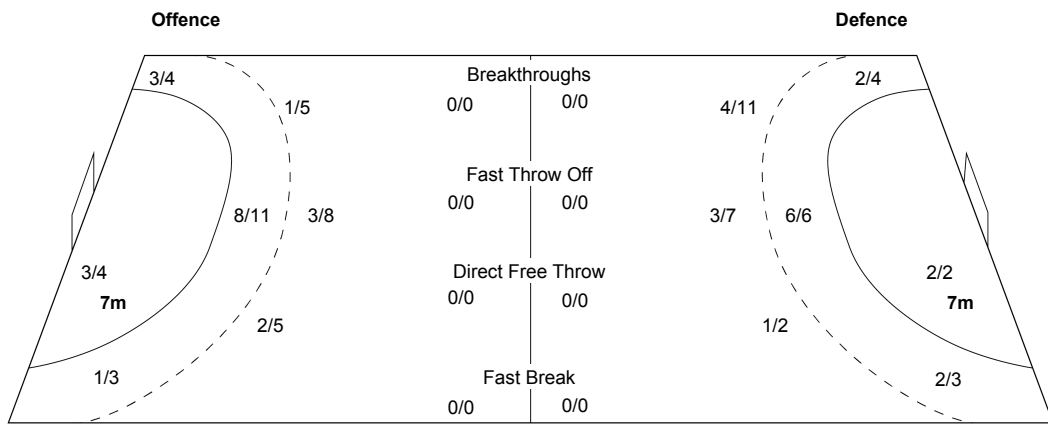 Offence Defence
3/4 Breakthroughs 2/4
1/5 0/0 0/0 4/11
Fast Throw Off
0/0 0/0
8/11 3/8 3/7 6/6
3/4 Direct Free Throw 2/2
7m 0/0 0/0 7m
2/5 1/2
1/3 Fast Break 2/3
0/0 0/0